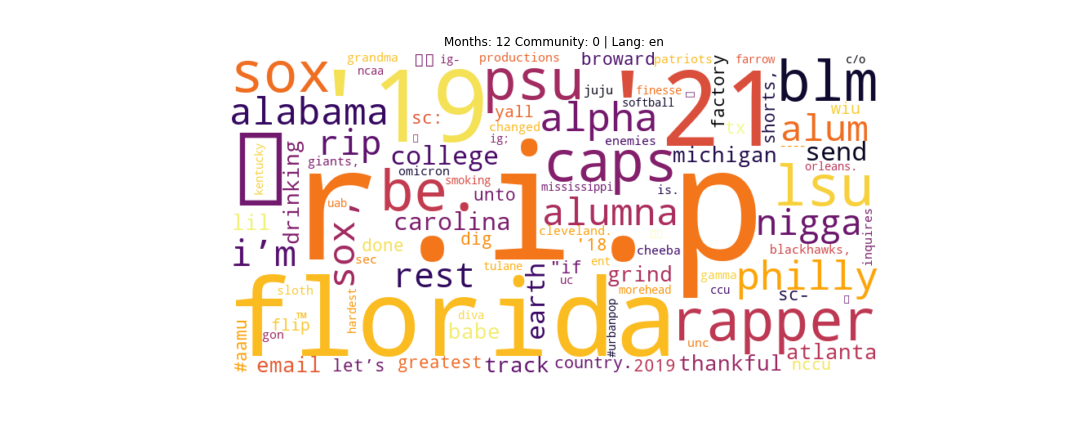 Months: 12 Community: 0 | Lang: en
grandma ig- productions broward patriots farrow c/o
sox '19 ncaa psu juju finesse '21 factory shorts, blm
softball
alabama sc: yall alpha tx wiu
changed enemies alum
rip ig; caps michigan send
giants, college omicron orleans.
kentucky drinking smoking mississippi is. lsu
uab r.i.p be. unto
lil sox, carolina alumna nigga inquires
cleveland.
i'm done dig '18 cheeba blackhawks,
sec rest tulane "if ent grind gamma philly
uc morehead ccu sc-
sloth florida earth
hardest diva #urbanpop rapper
flip ™ babe
gon unc
#aamu atlanta
email let's greatest track country. 2019 thankful nccu